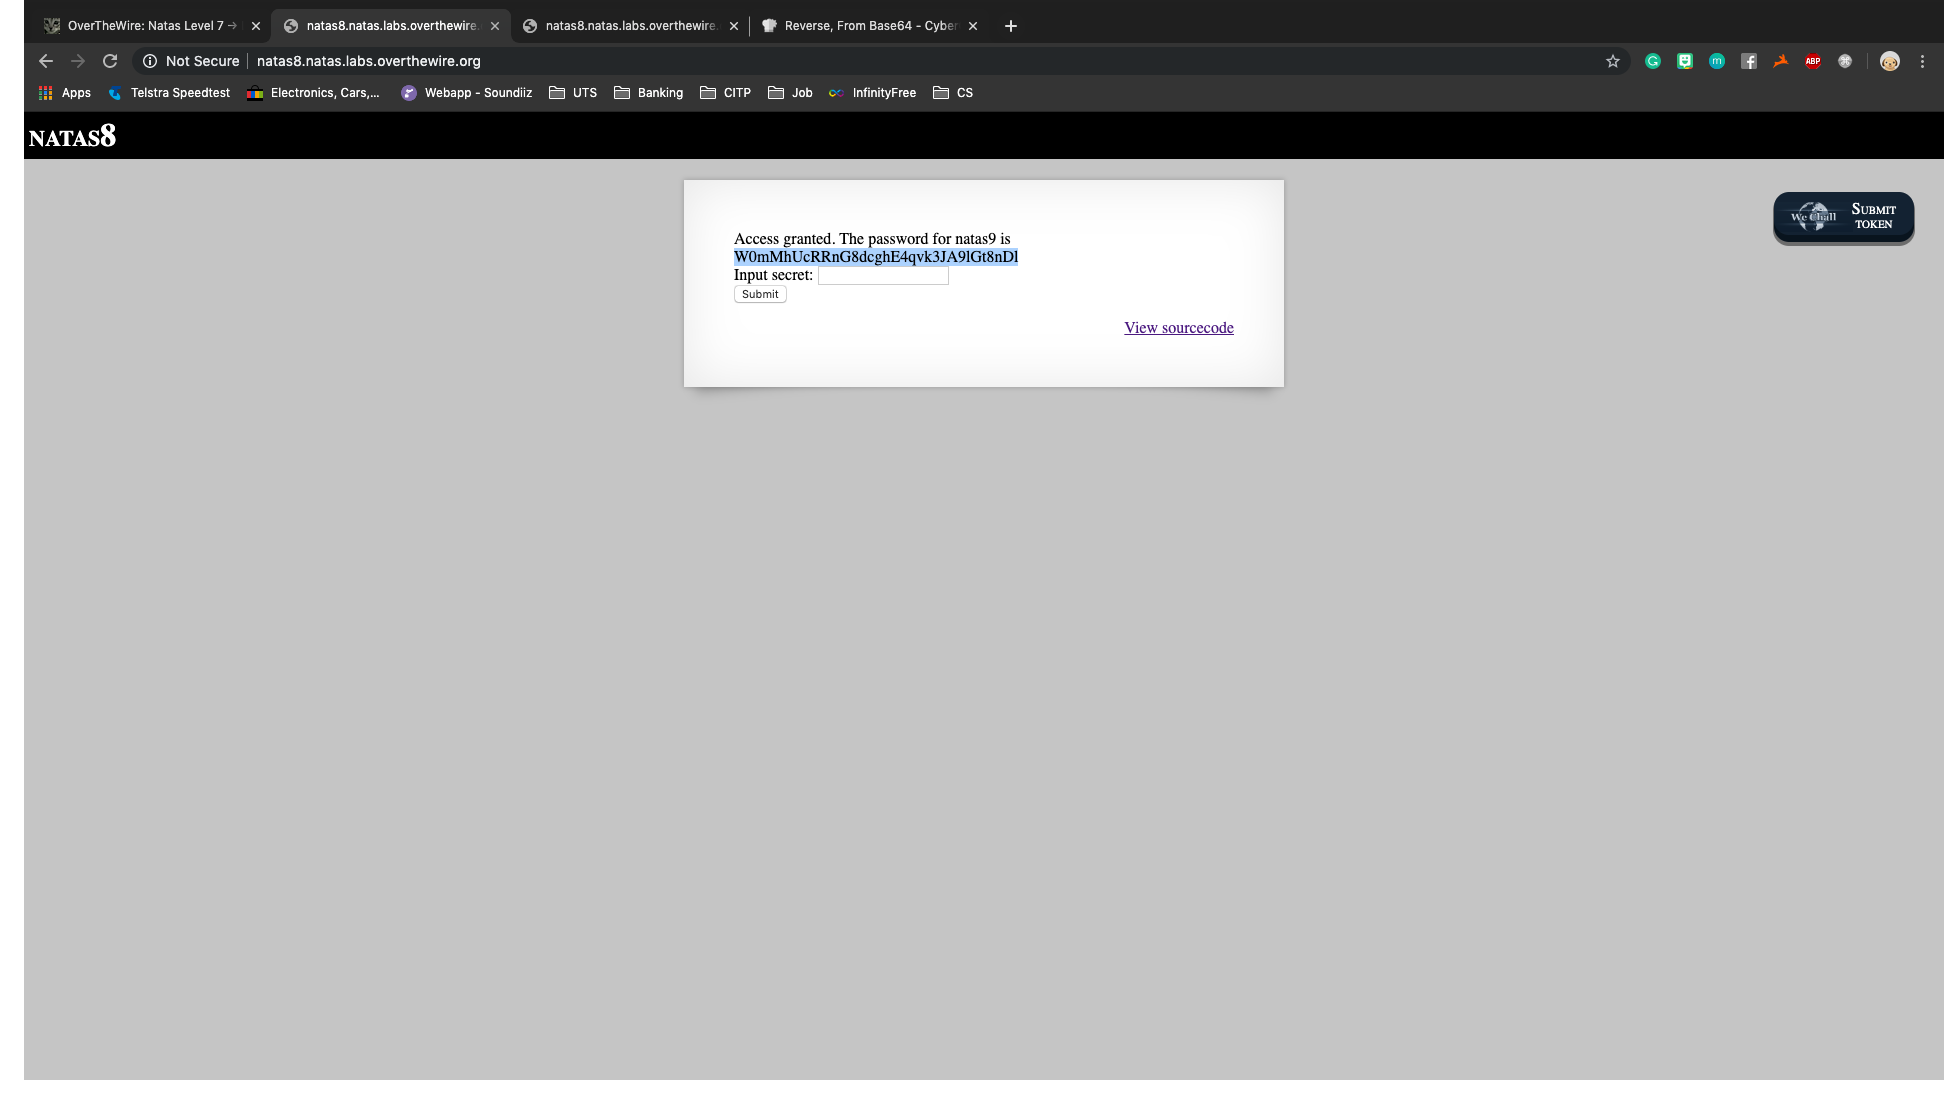 OverTheWire: Natas Level 7 →
natas8.natas.labs.overthewire.
natas8.natas.labs.overthewire.
Reverse, From Base64 - Cyber
Not Secure
natas8.natas.labs.overthewire.org
ABP
Apps
Telstra Speedtest
Electronics, Cars,...
Webapp - Soundiiz
UTS
Banking
CITP
Job
InfinityFree
CS
NATAS8
We Chall
SUBMIT
TOKEN
Access granted. The password for natas9 is
W0mMhUcRRnG8dcghE4qvk3JA9lGt8nDl
Input secret:
Submit
View sourcecode